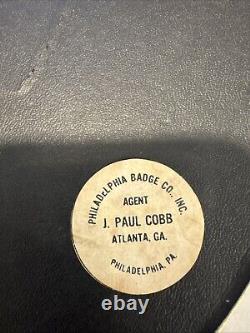 PHILADELPHIA BADGE CO., INC.
AGENT
J. PAUL COBB
ATLANTA, GA.
PHILADELPHIA, PA.